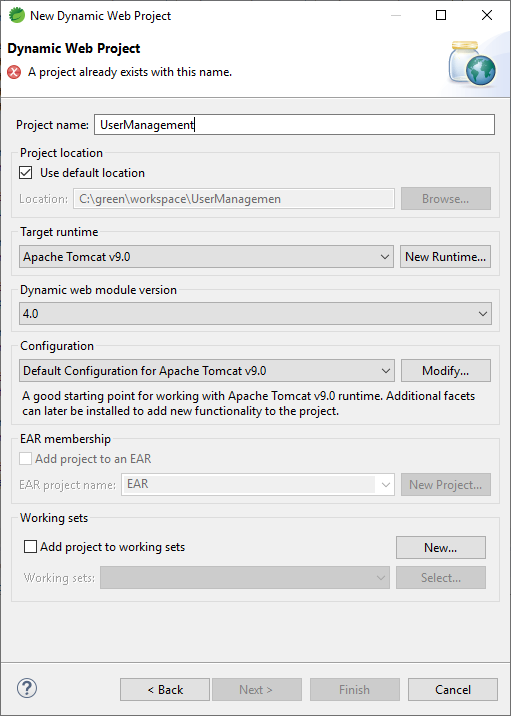 New Dynamic Web Project
Dynamic Web Project
A project already exists with this name.
Project name: UserManagement
Project location
Use default location
Location: C:\green\workspace\UserManagemen Browse...
Target runtime
Apache Tomcat v9.0 New Runtime...
Dynamic web module version
4.0
Configuration
Default Configuration for Apache Tomcat v9.0 Modify...
A good starting point for working with Apache Tomcat v9.0 runtime. Additional facets
can later be installed to add new functionality to the project.
EAR membership
Add project to an EAR
EAR project name: EAR New Project...
Working sets
Add project to working sets New...
Working sets: Select...
? < Back Next > Finish Cancel